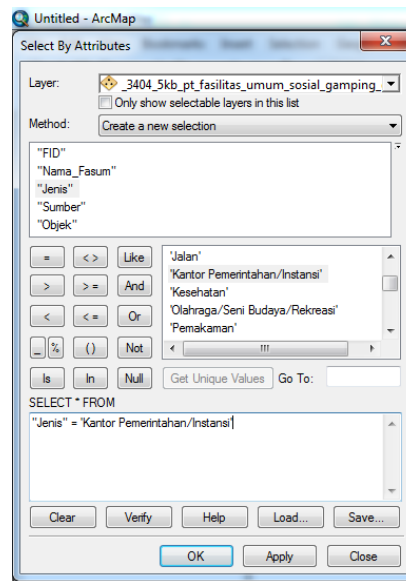 Untitled - ArcMap
Select By Attributes
Layer: _3404_5kb_pt_fasilitas_umum_sosial_gamping_
Only show selectable layers in this list
Method: Create a new selection
"FID"
"Nama_Fasum"
"Jenis"
"Sumber"
"Objek"
= < > Like
> > = And
< < = Or
_ % () Not
Is In Null
'Jalan'
'Kantor Pemerintahan/Instansi'
'Kesehatan'
'Olahraga/Seni Budaya/Rekreasi'
'Pemakaman'
Get Unique Values Go To:
SELECT * FROM
"Jenis" = 'Kantor Pemerintahan/Instansi'
Clear Verify Help Load... Save...
OK Apply Close